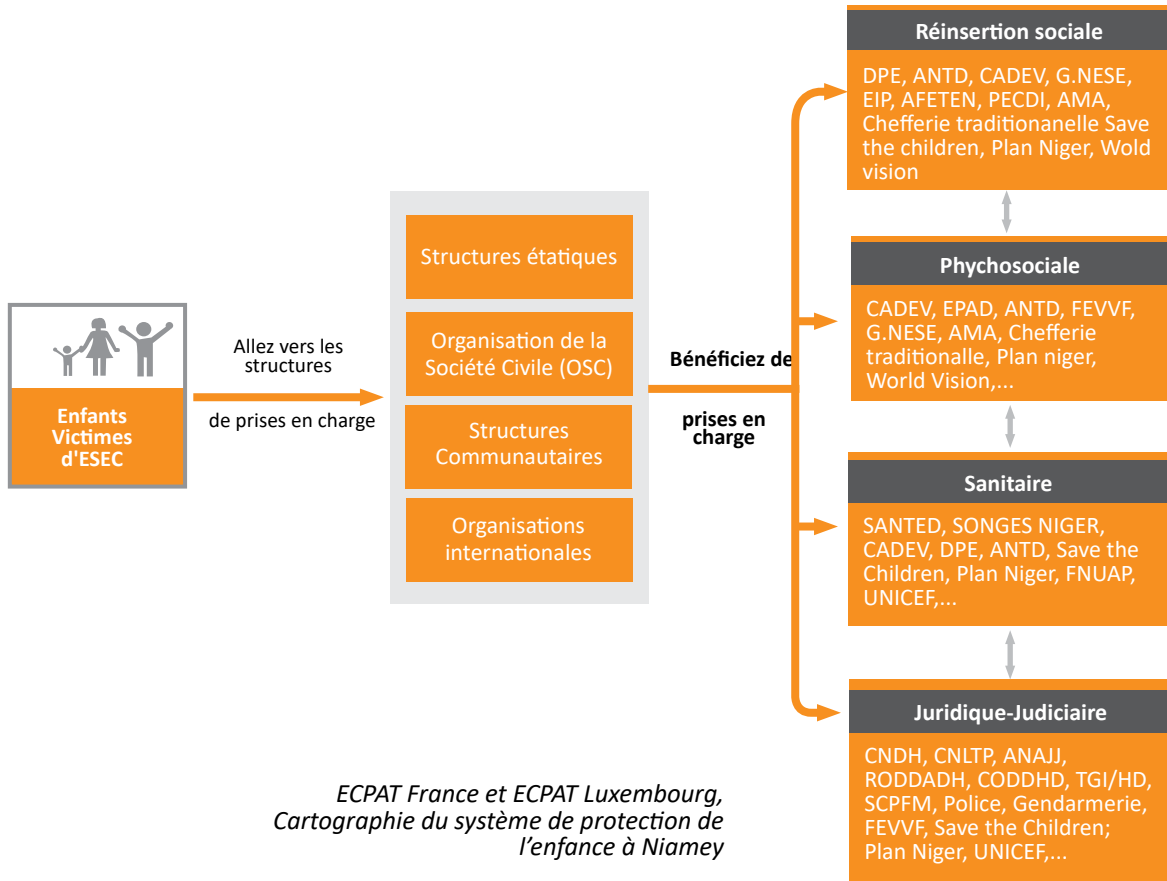 Enfants
Victimes
d'ESEC
Allez vers les
structures
de prises en charge
Structures étatiques
Organisation de la
Société Civile (OSC)
Structures
Communautaires
Organisations
internationales
Bénéficiez de
prises en
charge
Réinsertion sociale
DPE, ANTD, CADEV, G.NESE,
EIP, AFETEN, PECDI, AMA,
Chefferie traditionanelle Save
the children, Plan Niger, Wold
vision
Phychosociale
CADEV, EPAD, ANTD, FEVVF,
G.NESE, AMA, Chefferie
traditionalle, Plan niger,
World Vision,...
Sanitaire
SANTED, SONGES NIGER,
CADEV, DPE, ANTD, Save the
Children, Plan Niger, FNUAP,
UNICEF,...
Juridique-Judiciaire
CNDH, CNLTP, ANAJJ,
RODDADH, CODDHD, TGI/HD,
SCPFM, Police, Gendarmerie,
FEVVF, Save the Children;
Plan Niger, UNICEF,...
ECPAT France et ECPAT Luxembourg,
Cartographie du système de protection de
l'enfance à Niamey